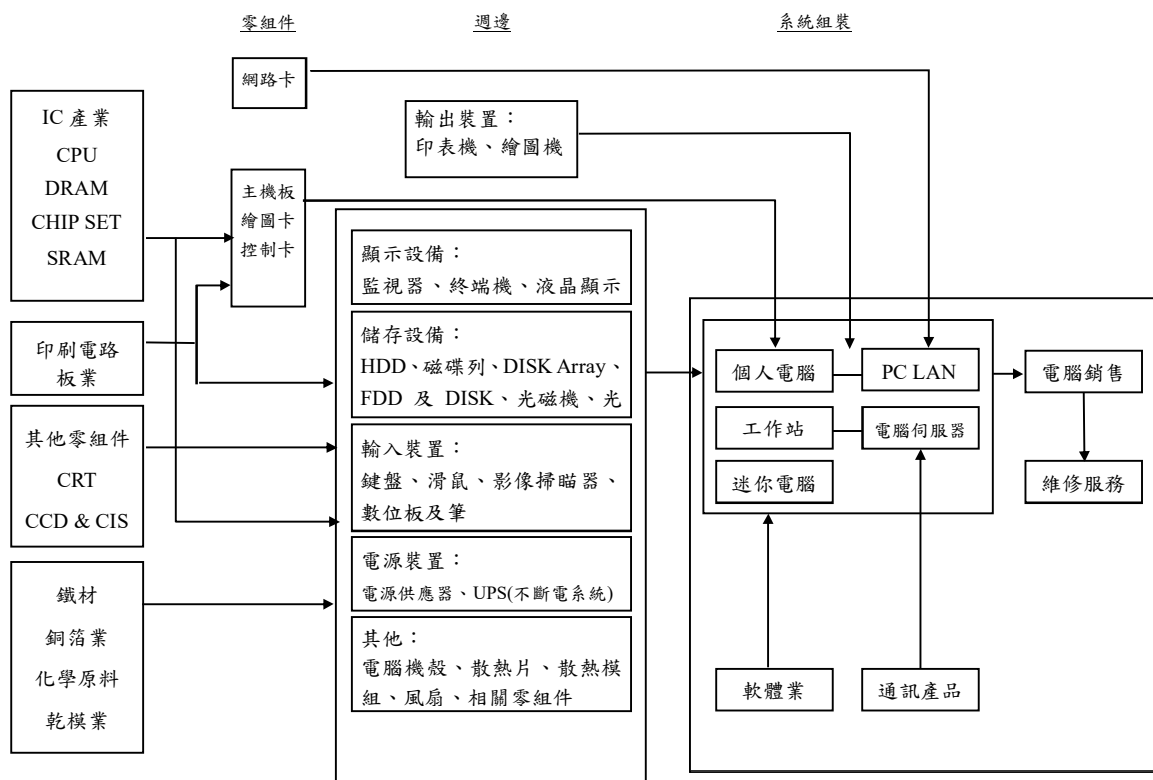 零組件
週邊
系統組裝
網路卡
IC 產業
CPU
DRAM
CHIP SET
SRAM
輸出裝置：
印表機、繪圖機
主機板
繪圖卡
控制卡
顯示設備：
監視器、終端機、液晶顯示
印刷電路
板業
儲存設備：
HDD、磁碟列、DISK Array、
FDD 及 DISK、光磁機、光
個人電腦
PC LAN
電腦銷售
其他零組件
CRT
CCD & CIS
輸入裝置：
鍵盤、滑鼠、影像掃瞄器、
數位板及筆
工作站
電腦伺服器
迷你電腦
維修服務
電源裝置：
電源供應器、UPS(不斷電系統)
鐵材
銅箔業
化學原料
乾模業
其他：
電腦機殼、散熱片、散熱模
組、風扇、相關零組件
軟體業
通訊產品